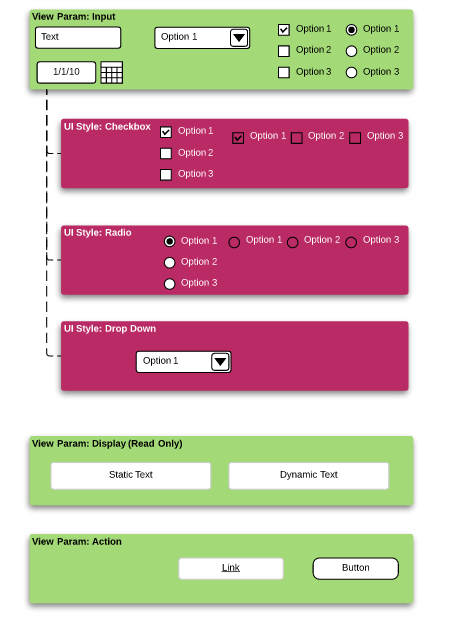 View Param: Input
Text
Option 1
Option 1
Option 1
Option 2
Option 2
Option 3
Option 3
1/1/10
UI Style: Checkbox
Option 1
Option 2
Option 3
Option 1
Option 2
Option 3
UI Style: Radio
Option 1
Option 2
Option 3
Option 1
Option 2
Option 3
UI Style: Drop Down
Option 1
View Param: Display (Read Only)
Static Text
Dynamic Text
View Param: Action
Link
Button